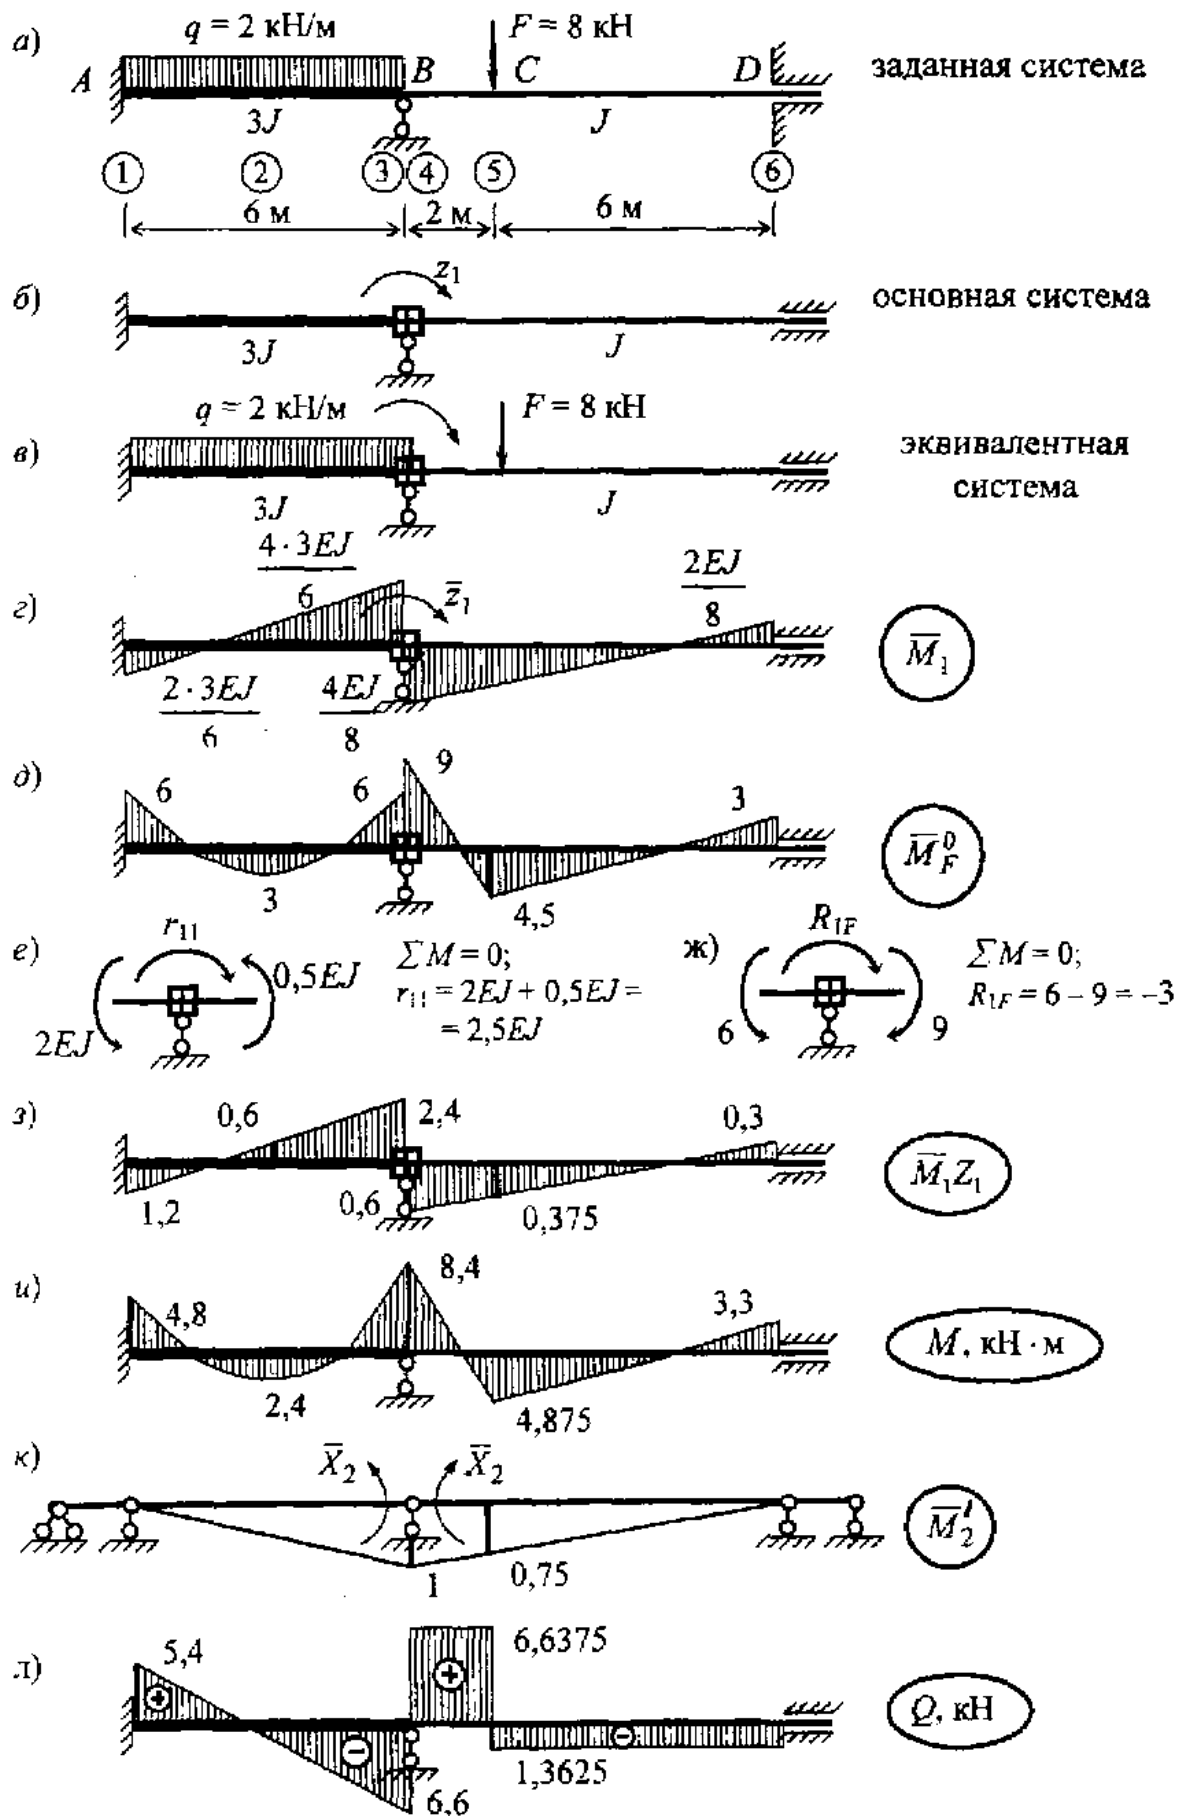 а)
q = 2 кН/м
F = 8 кН
A
B
C
D
заданная система
3J
J
1
2
3
4
5
6
6 м
2 м
6 м
б)
z₁
основная система
3J
J
в)
q = 2 кН/м
F = 8 кН
эквивалентная
система
3J
J
г)
4 · 3EJ
6
z̄₁
2EJ
8
M̄₁
2 · 3EJ
6
4EJ
8
д)
6
6
9
3
3
4,5
M̄⁰_F
е)
r₁₁
0,5EJ
2EJ
ΣM = 0;
r₁₁ = 2EJ + 0,5EJ =
= 2,5EJ
ж)
R₁F
6
9
ΣM = 0;
R₁F = 6 – 9 = –3
з)
0,6
2,4
0,3
1,2
0,6
0,375
M̄₁Z₁
и)
4,8
8,4
3,3
2,4
4,875
M, кН · м
к)
X̄₂
X̄₂
1
0,75
M̄₂′
л)
5,4
+
+
6,6375
–
–
6,6
1,3625
Q, кН